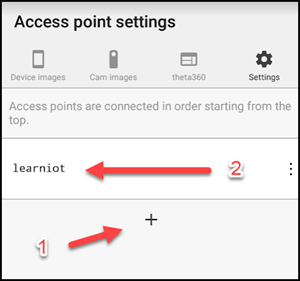 Access point settings
Device images Cam images theta360 Settings
Access points are connected in order starting from the
top.
learniot
2
+
1